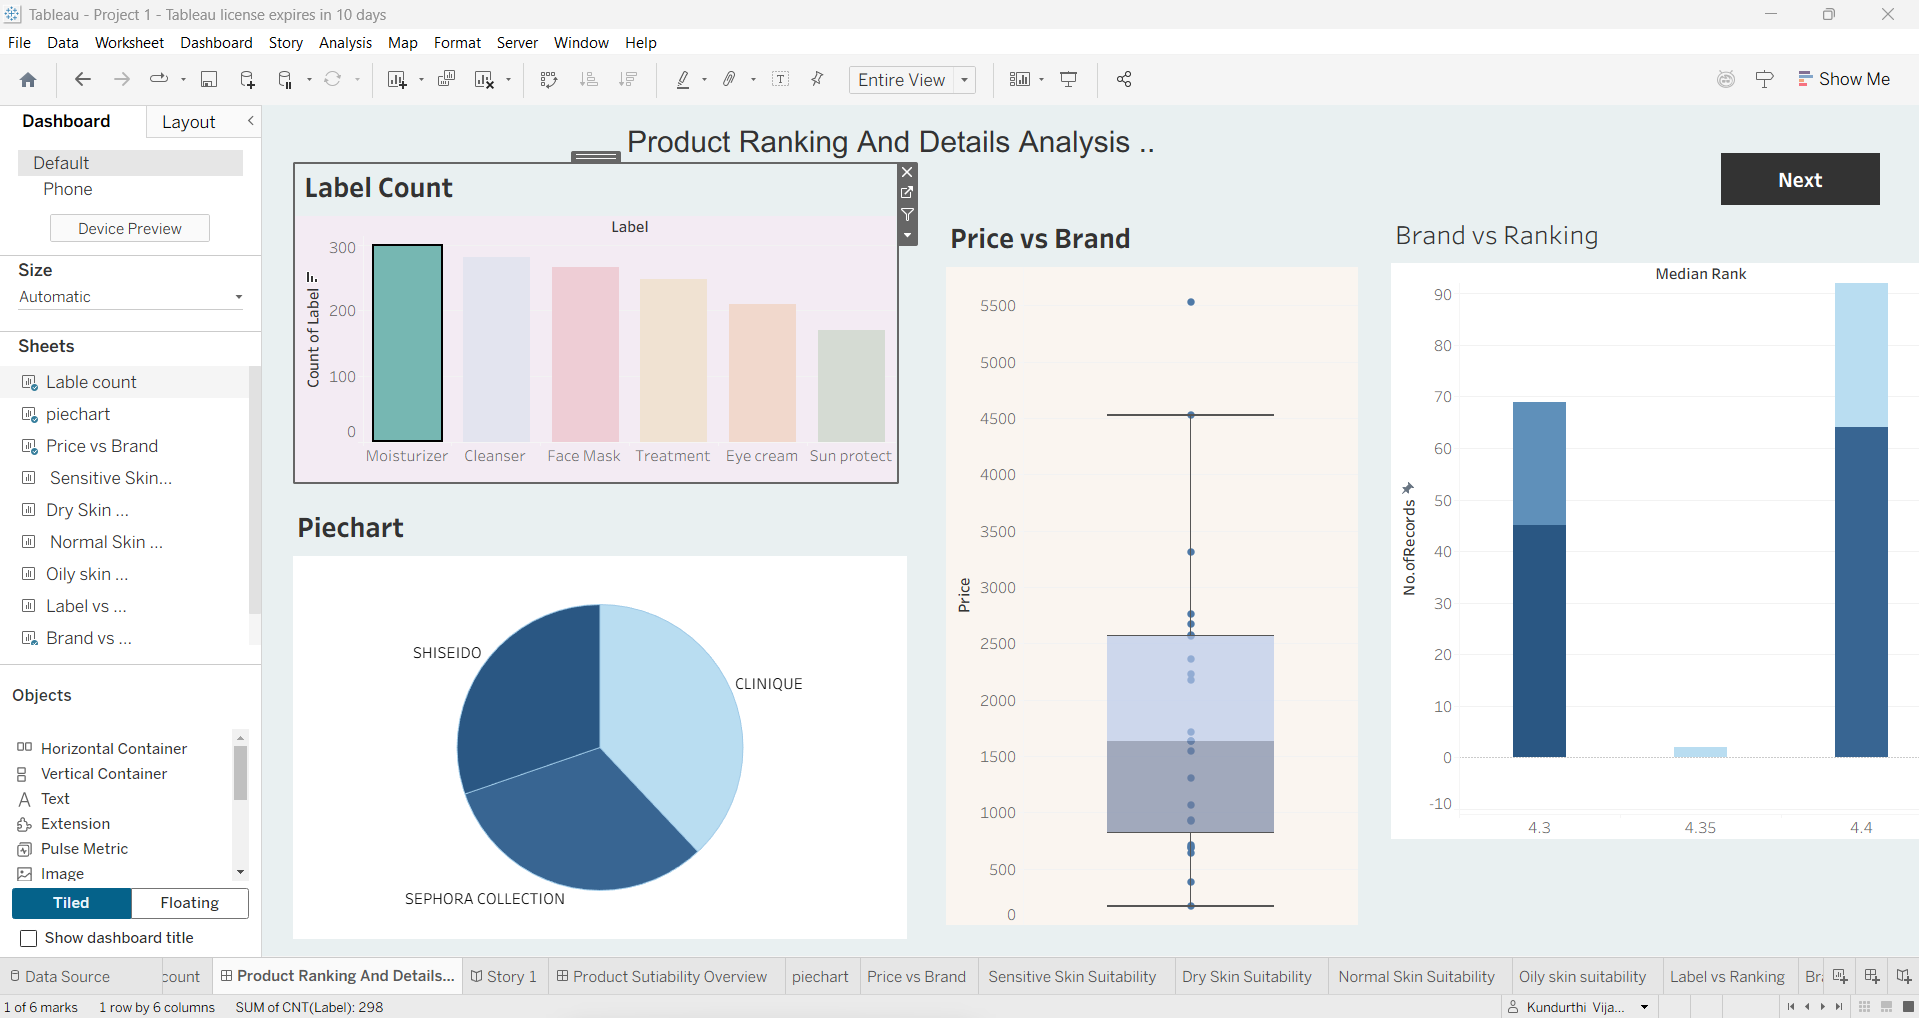 Tableau - Project 1 - Tableau license expires in 10 days
File Data Worksheet Dashboard Story Analysis Map Format Server Window Help
Entire View
Show Me
Dashboard
Layout
Default
Phone
Device Preview
Size
Automatic
Sheets
Lable count
piechart
Price vs Brand
Sensitive Skin...
Dry Skin ...
Normal Skin ...
Oily skin ...
Label vs ...
Brand vs ...
Objects
Horizontal Container
Vertical Container
Text
Extension
Pulse Metric
Image
Tiled
Floating
Show dashboard title
Product Ranking And Details Analysis ..
Next
Label Count
Label
Count of Label
300
200
100
0
Moisturizer Cleanser Face Mask Treatment Eye cream Sun protect
Piechart
SHISEIDO
CLINIQUE
SEPHORA COLLECTION
Price vs Brand
Price
5500
5000
4500
4000
3500
3000
2500
2000
1500
1000
500
0
Brand vs Ranking
Median Rank
No.ofRecords
90
80
70
60
50
40
30
20
10
0
-10
4.3 4.35 4.4
Data Source
count
Product Ranking And Details...
Story 1
Product Sutiability Overview
piechart
Price vs Brand
Sensitive Skin Suitability
Dry Skin Suitability
Normal Skin Suitability
Oily skin suitability
Label vs Ranking
1 of 6 marks 1 row by 6 columns SUM of CNT(Label): 298
Kundurthi Vija...